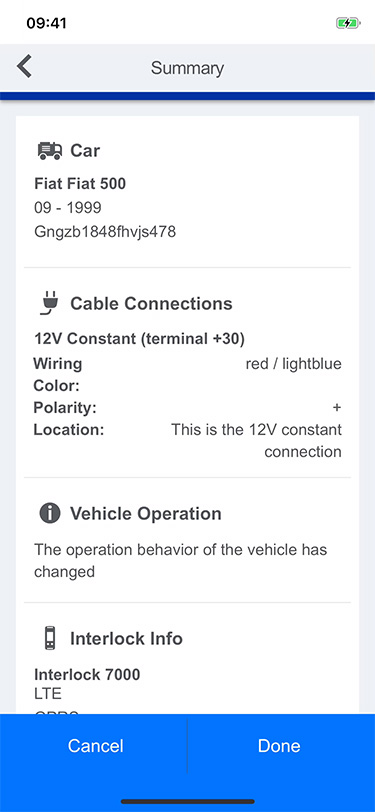 09:41
Summary
Car
Fiat Fiat 500
09 - 1999
Gngzb1848fhvjs478
Cable Connections
12V Constant (terminal +30)
Wiring Color: red / lightblue
Polarity: +
Location: This is the 12V constant
connection
Vehicle Operation
The operation behavior of the vehicle has
changed
Interlock Info
Interlock 7000
LTE
Cancel Done